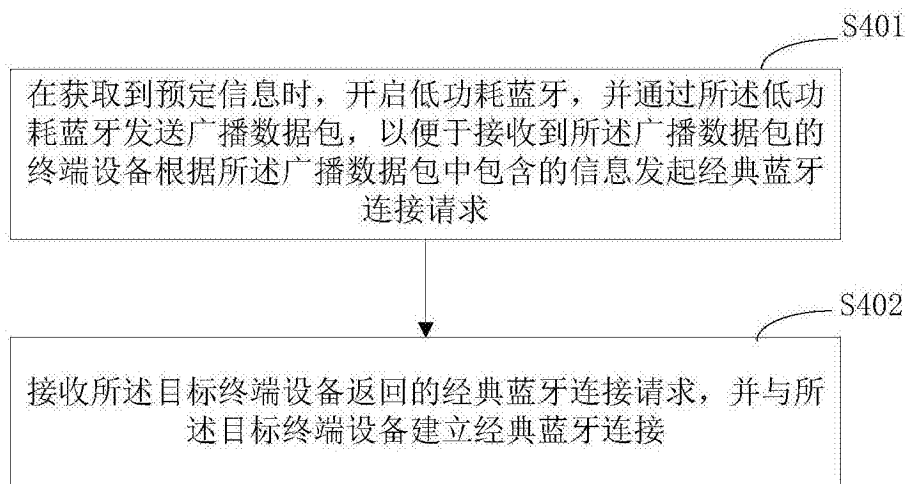 S401
在获取到预定信息时，开启低功耗蓝牙，并通过所述低功
耗蓝牙发送广播数据包，以便于接收到所述广播数据包的
终端设备根据所述广播数据包中包含的信息发起经典蓝牙
连接请求
S402
接收所述目标终端设备返回的经典蓝牙连接请求，并与所
述目标终端设备建立经典蓝牙连接